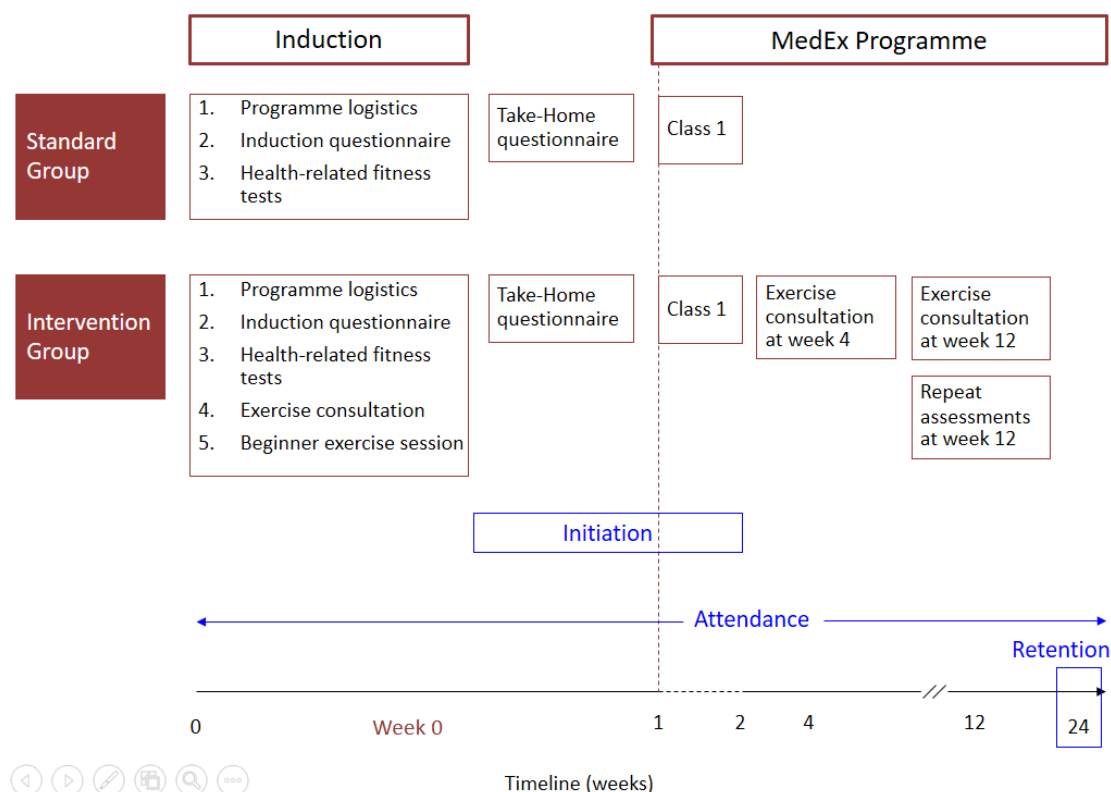 Induction
MedEx Programme
Standard
Group
1. Programme logistics
2. Induction questionnaire
3. Health-related fitness
tests
Take-Home
questionnaire
Class 1
Intervention
Group
1. Programme logistics
2. Induction questionnaire
3. Health-related fitness
tests
4. Exercise consultation
5. Beginner exercise session
Take-Home
questionnaire
Class 1
Exercise
consultation
at week 4
Exercise
consultation
at week 12
Repeat
assessments
at week 12
Initiation
Attendance
Retention
0
Week 0
1
2
4
12
24
Timeline (weeks)